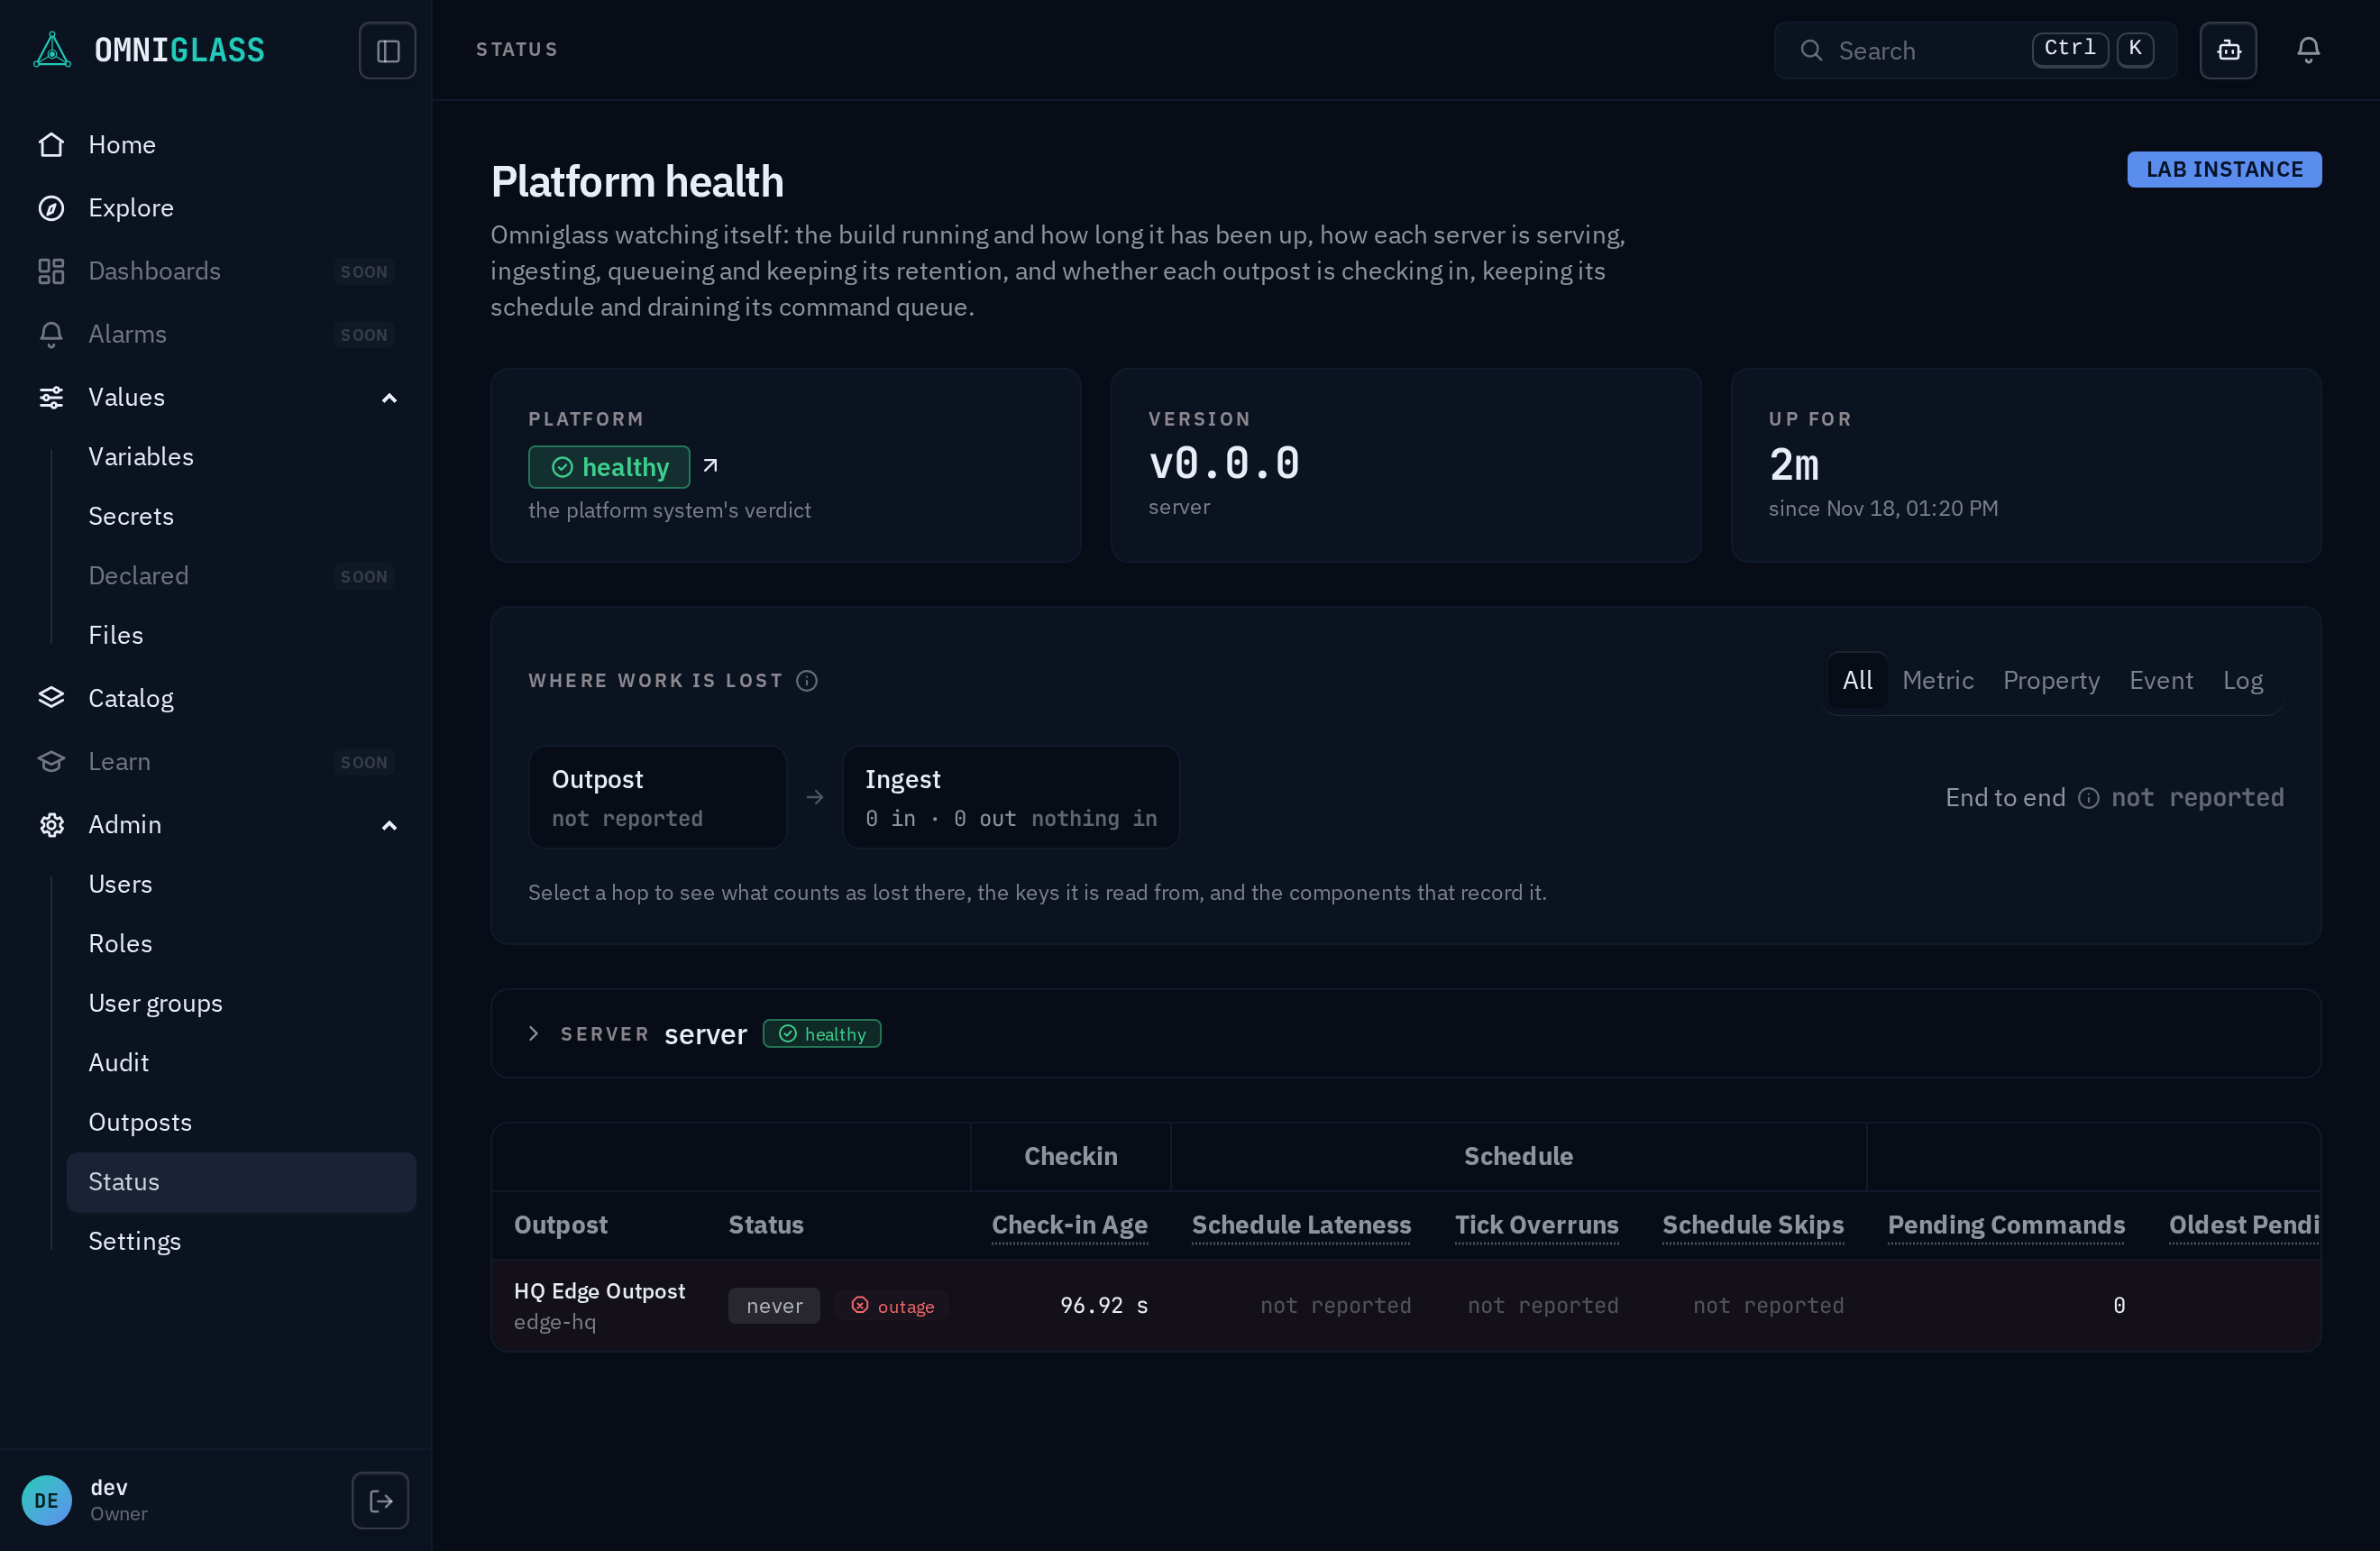 OMNIGLASS
STATUS
Search
Ctrl
K
Home
Explore
Dashboards
SOON
Alarms
SOON
Values
Variables
Secrets
Declared
SOON
Files
Catalog
Learn
SOON
Admin
Users
Roles
User groups
Audit
Outposts
Status
Settings
DE
dev
Owner
Platform health
LAB INSTANCE
Omniglass watching itself: the build running and how long it has been up, how each server is serving,
ingesting, queueing and keeping its retention, and whether each outpost is checking in, keeping its
schedule and draining its command queue.
PLATFORM
healthy
the platform system's verdict
VERSION
v0.0.0
server
UP FOR
2m
since Nov 18, 01:20 PM
WHERE WORK IS LOST
All Metric Property Event Log
Outpost
not reported
Ingest
0 in · 0 out nothing in
End to end not reported
Select a hop to see what counts as lost there, the keys it is read from, and the components that record it.
SERVER server healthy
Checkin Schedule
Outpost Status Check-in Age Schedule Lateness Tick Overruns Schedule Skips Pending Commands Oldest Pendi
HQ Edge Outpost
edge-hq
never outage 96.92 s not reported not reported not reported 0